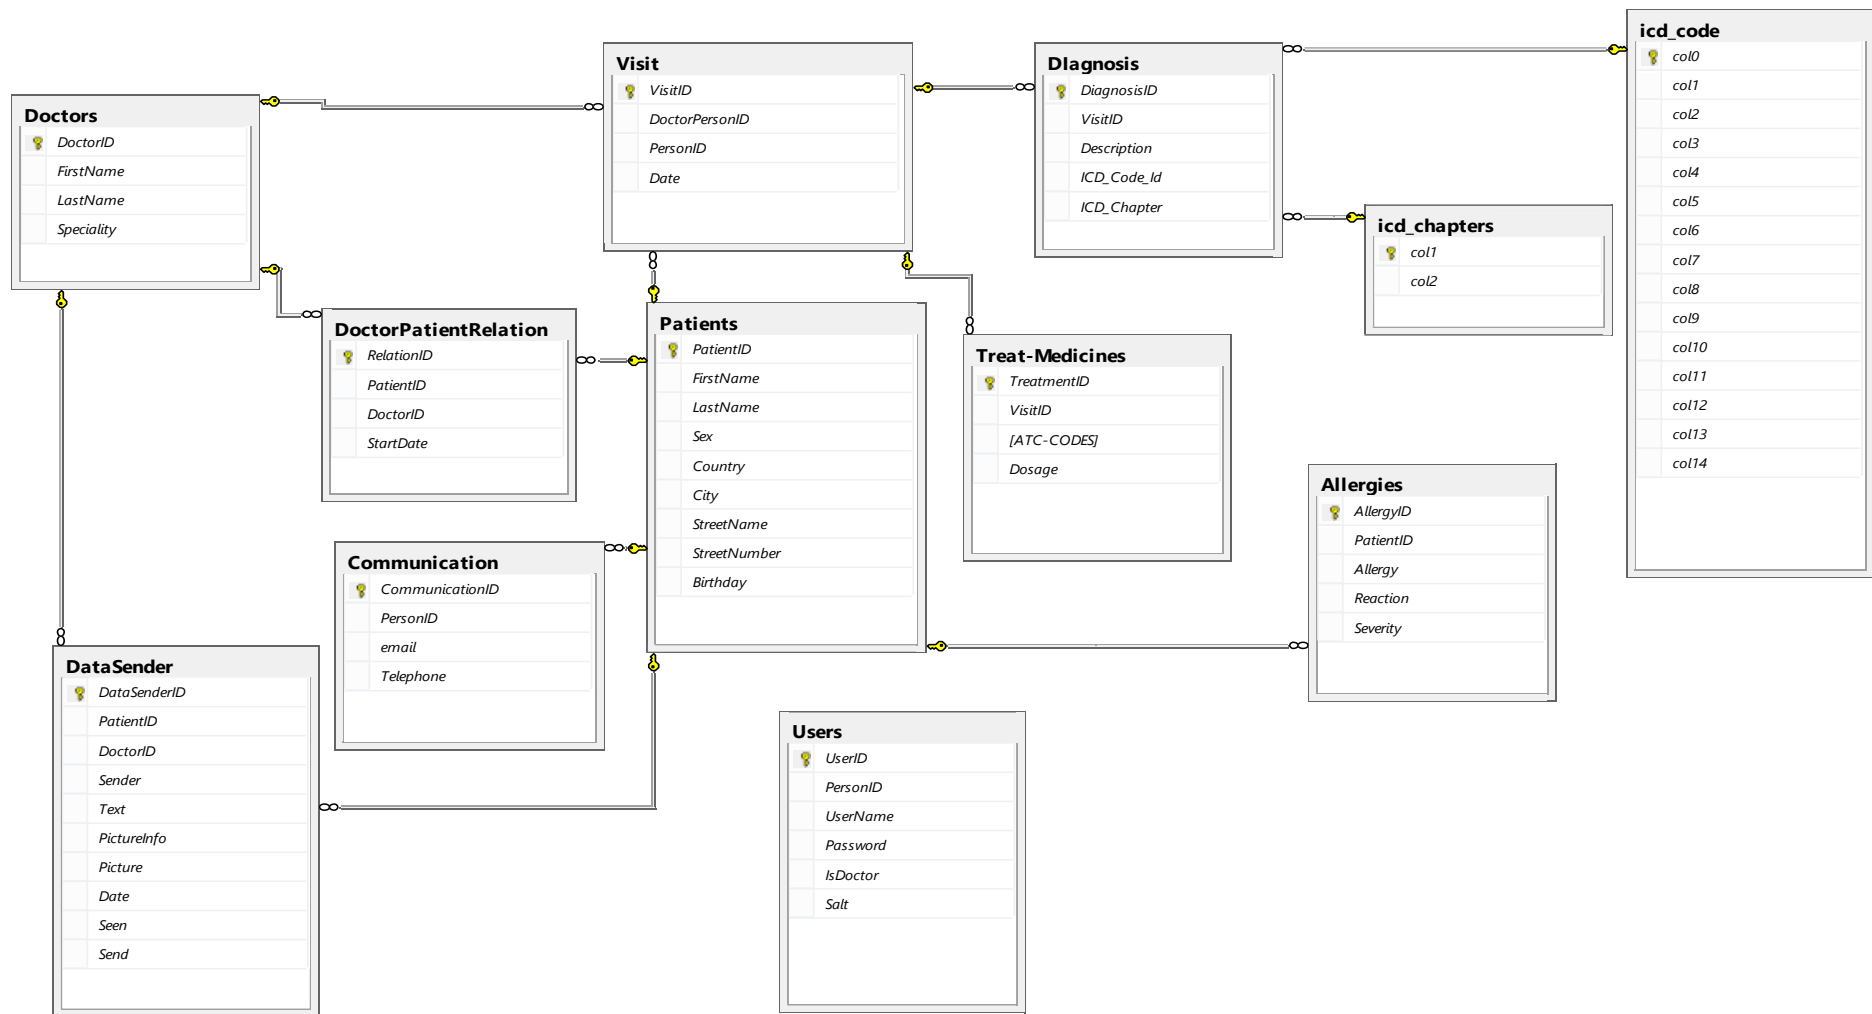 Doctors
DoctorID
FirstName
LastName
Speciality
Visit
VisitID
DoctorPersonID
PersonID
Date
DIagnosis
DiagnosisID
VisitID
Description
ICD_Code_Id
ICD_Chapter
icd_code
col0
col1
col2
col3
col4
col5
col6
col7
col8
col9
col10
col11
col12
col13
col14
icd_chapters
col1
col2
DoctorPatientRelation
RelationID
PatientID
DoctorID
StartDate
Patients
PatientID
FirstName
LastName
Sex
Country
City
StreetName
StreetNumber
Birthday
Treat-Medicines
TreatmentID
VisitID
[ATC-CODES]
Dosage
Allergies
AllergyID
PatientID
Allergy
Reaction
Severity
Communication
CommunicationID
PersonID
email
Telephone
DataSender
DataSenderID
PatientID
DoctorID
Sender
Text
PictureInfo
Picture
Date
Seen
Send
Users
UserID
PersonID
UserName
Password
IsDoctor
Salt